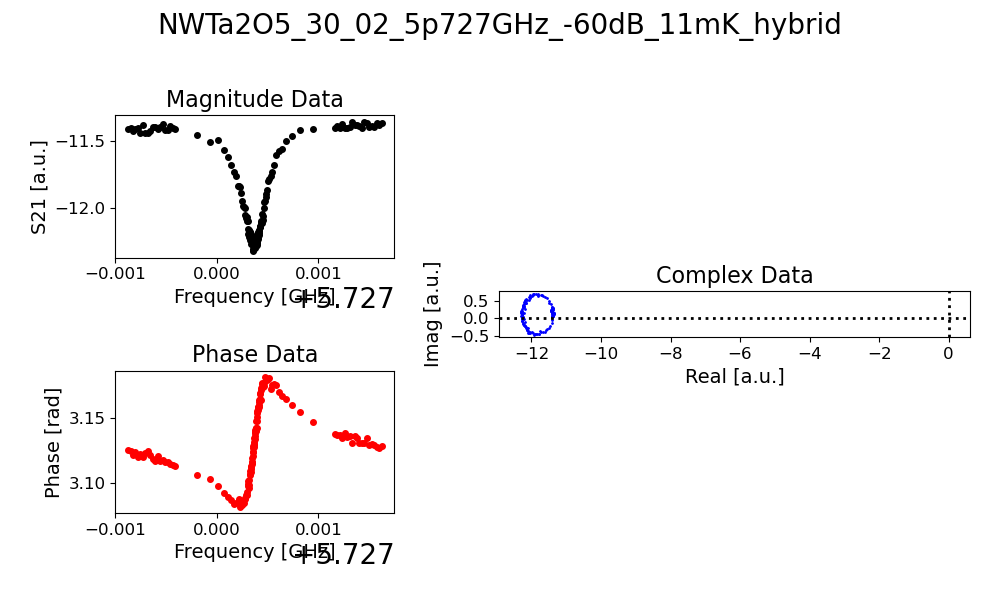 NWTa2O5_30_02_5p727GHz_-60dB_11mK_hybrid
Magnitude Data
S21 [a.u.]
−11.5
−12.0
−0.001 0.000 0.001
Frequency [GHz]
+5.727
Phase Data
Phase [rad]
3.15
3.10
−0.001 0.000 0.001
Frequency [GHz]
+5.727
Complex Data
Imag [a.u.]
0.5
0.0
−0.5
−12 −10 −8 −6 −4 −2 0
Real [a.u.]